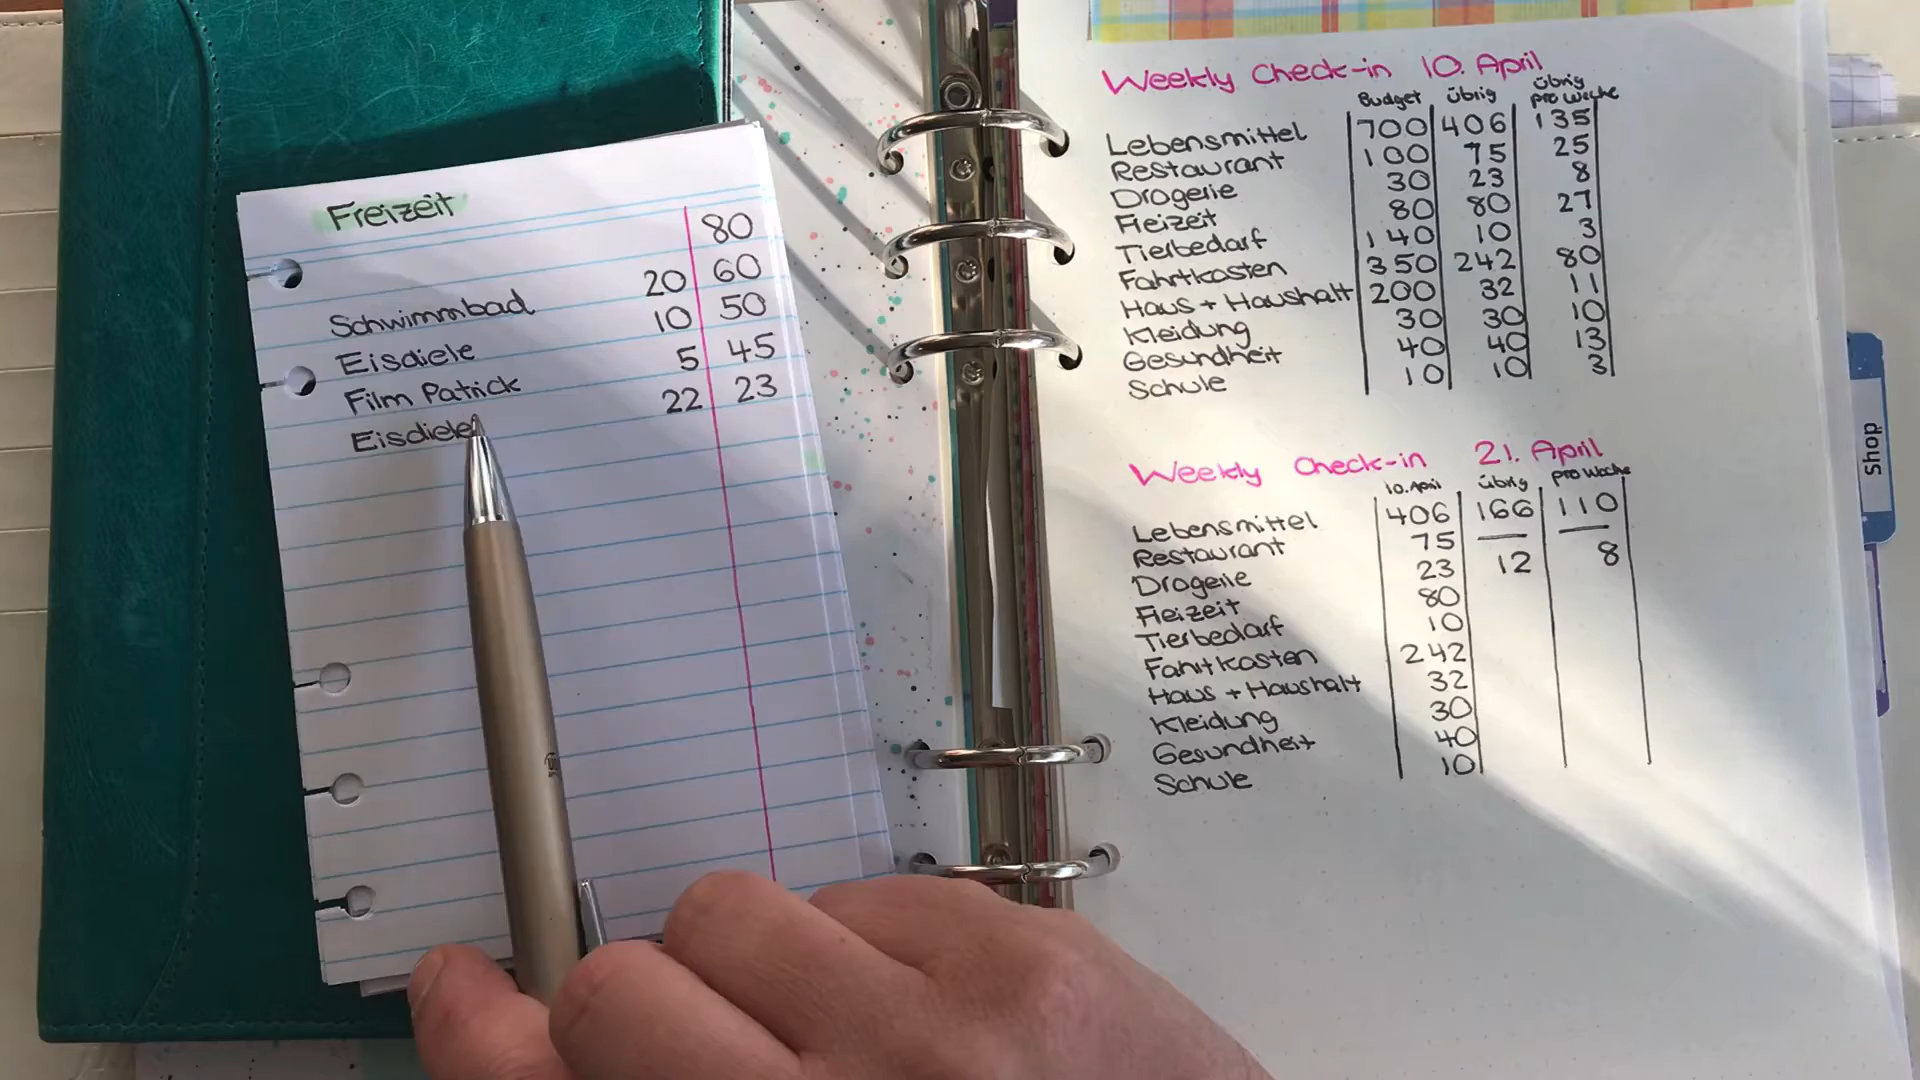 Freizeit
80
Schwimmbad 20 60
Eisdiele 10 50
Film Patrick 5 45
Eisdiele 22 23
Weekly Check-in 10. April
Budget übrig übrig pro Woche
Lebensmittel 700 406 135
Restaurant 100 75 25
Drogerie 30 23 8
Freizeit 80 80 27
Tierbedarf 140 10 3
Fahrtkosten 350 242 80
Haus + Haushalt 200 32 11
Kleidung 30 30 10
Gesundheit 40 40 13
Schule 10 10 3
Weekly Check-in 21. April
10. April übrig pro Woche
Lebensmittel 406 166 110
Restaurant 75 — —
Drogerie 23 12 8
Freizeit 80
Tierbedarf 10
Fahrtkosten 242
Haus + Haushalt 32
Kleidung 30
Gesundheit 40
Schule 10
Shop